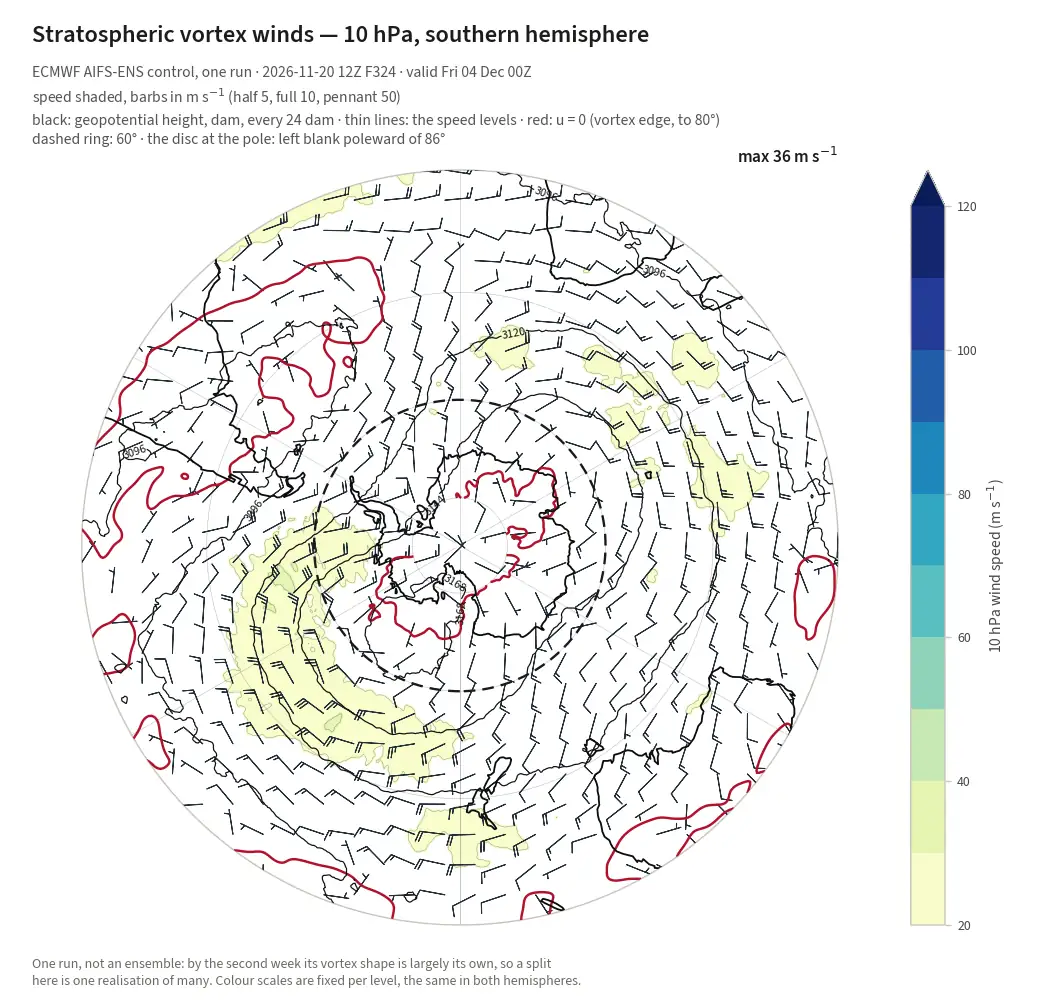 Stratospheric vortex winds — 10 hPa, southern hemisphere
ECMWF AIFS-ENS control, one run · 2026-11-20 12Z F324 · valid Fri 04 Dec 00Z
speed shaded, barbs in m s⁻¹ (half 5, full 10, pennant 50)
black: geopotential height, dam, every 24 dam · thin lines: the speed levels · red: u = 0 (vortex edge, to 80°)
dashed ring: 60° · the disc at the pole: left blank poleward of 86°
max 36 m s⁻¹
3096
3096
3120
3096
3096
3168
120
100
80
60
40
20
10 hPa wind speed (m s⁻¹)
One run, not an ensemble: by the second week its vortex shape is largely its own, so a split
here is one realisation of many. Colour scales are fixed per level, the same in both hemispheres.